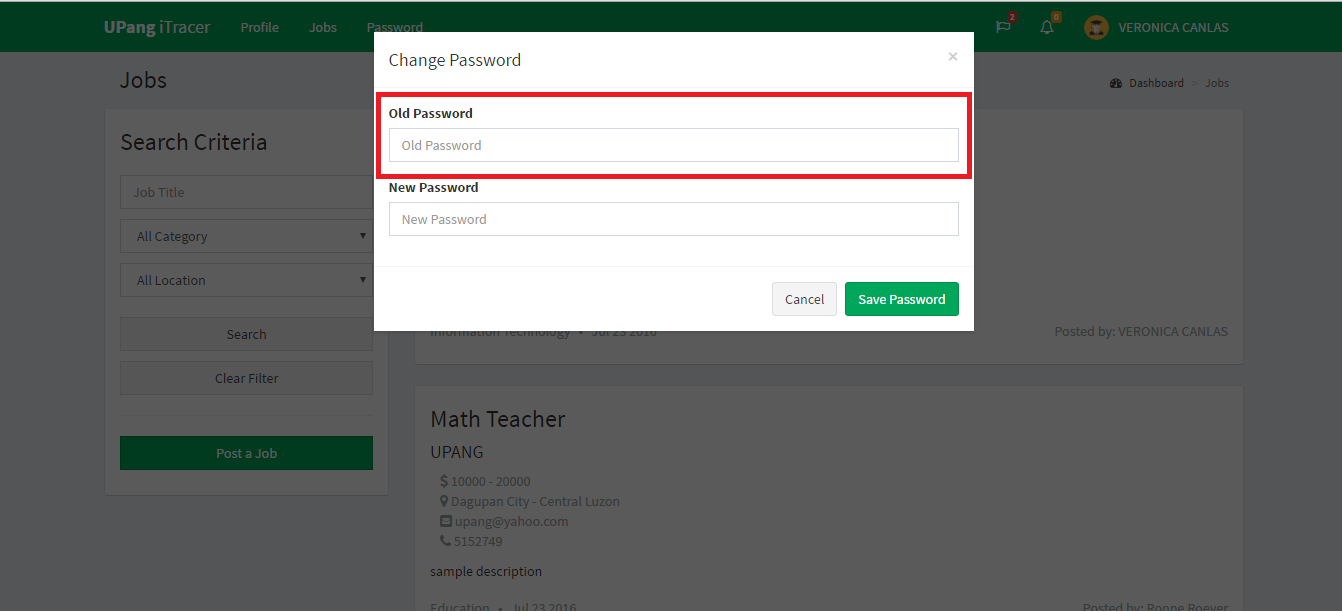 UPang iTracer Profile Jobs Password 2 0 VERONICA CANLAS
Change Password ×
Jobs
Dashboard > Jobs
Old Password
Old Password
New Password
New Password
Cancel Save Password
Search Criteria
Job Title
All Category
All Location
Search
Clear Filter
Post a Job
Information Technology • Jul 23 2016 Posted by: VERONICA CANLAS
Math Teacher
UPANG
$ 10000 - 20000
Dagupan City - Central Luzon
upang@yahoo.com
5152749
sample description
Education • Jul 23 2016 Posted by: Ronne Roever